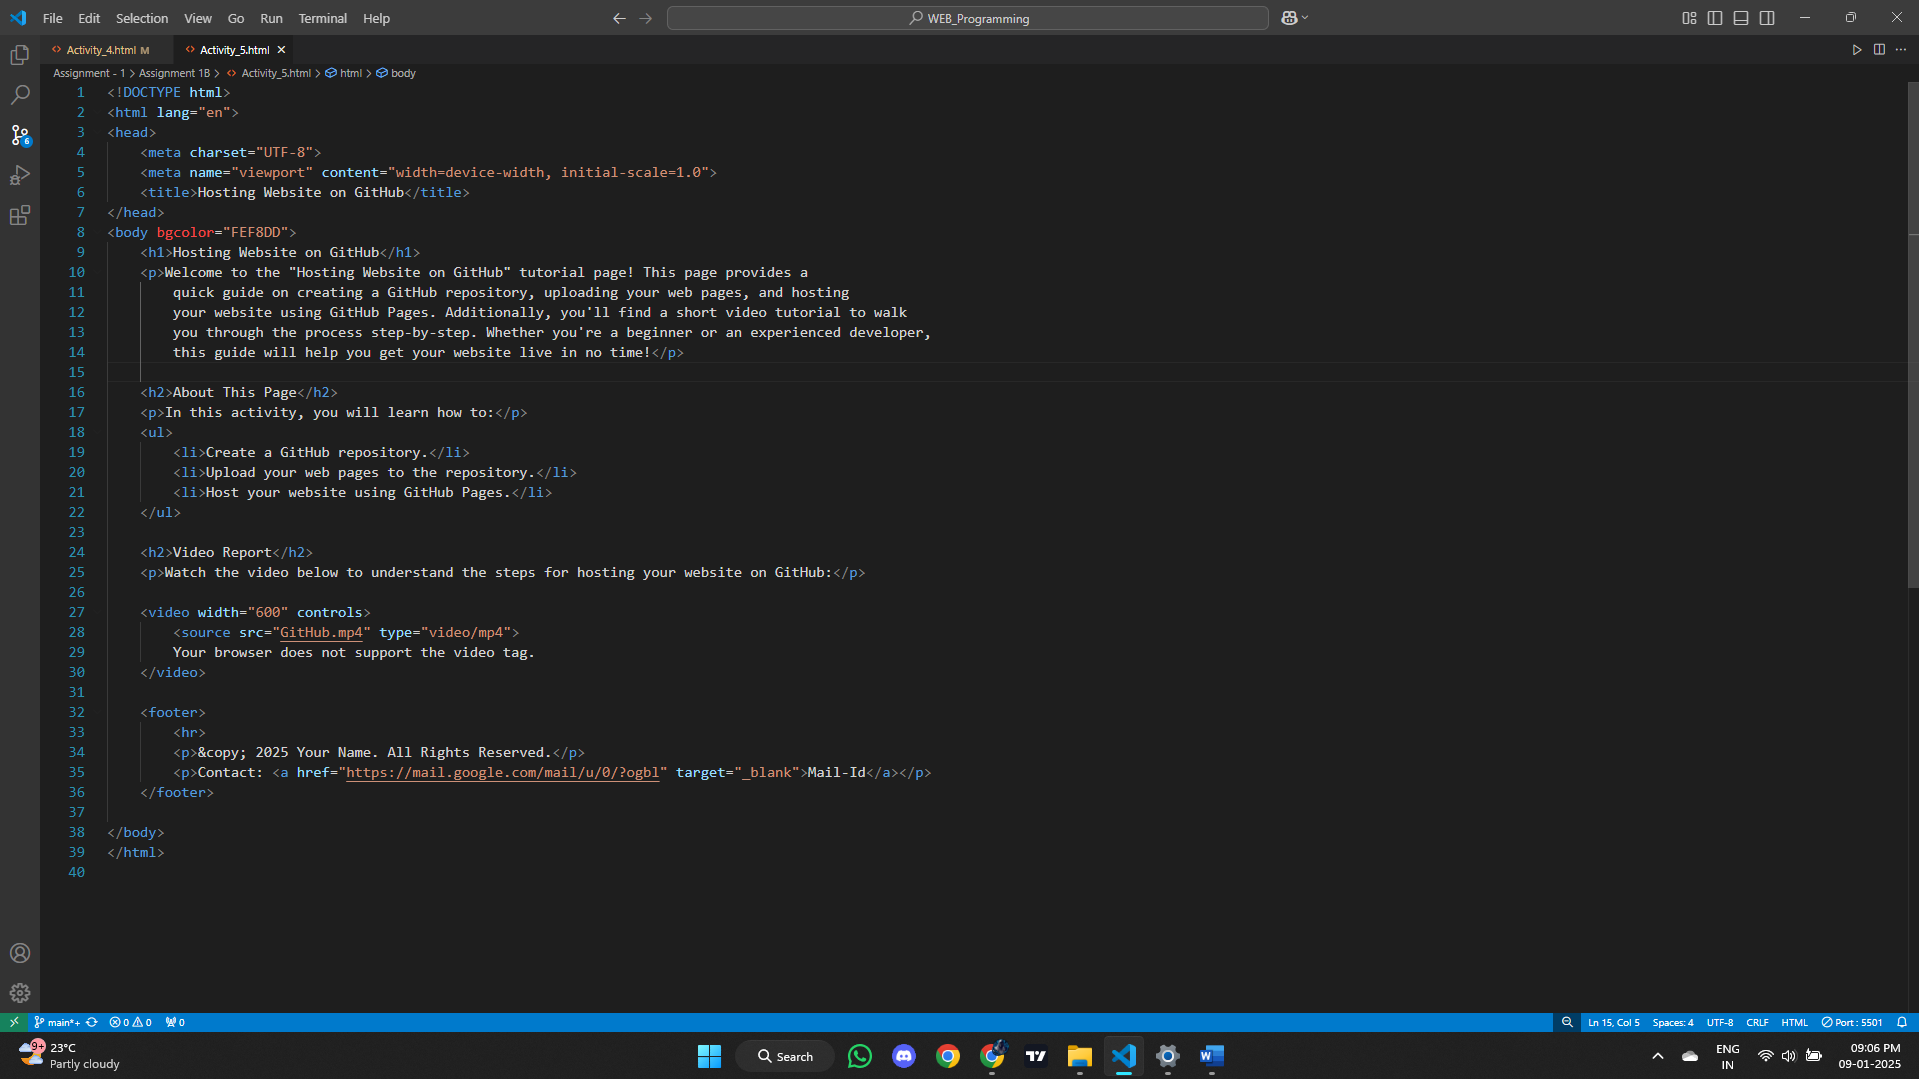 File Edit Selection View Go Run Terminal Help WEB_Programming
Activity_4.html M Activity_5.html
Assignment - 1 > Assignment 1B > Activity_5.html > html > body
1 <!DOCTYPE html>
2 <html lang="en">
3 <head>
4 <meta charset="UTF-8">
5 <meta name="viewport" content="width=device-width, initial-scale=1.0">
6 <title>Hosting Website on GitHub</title>
7 </head>
8 <body bgcolor="FEF8DD">
9 <h1>Hosting Website on GitHub</h1>
10 <p>Welcome to the "Hosting Website on GitHub" tutorial page! This page provides a
11 quick guide on creating a GitHub repository, uploading your web pages, and hosting
12 your website using GitHub Pages. Additionally, you'll find a short video tutorial to walk
13 you through the process step-by-step. Whether you're a beginner or an experienced developer,
14 this guide will help you get your website live in no time!</p>
15
16 <h2>About This Page</h2>
17 <p>In this activity, you will learn how to:</p>
18 <ul>
19 <li>Create a GitHub repository.</li>
20 <li>Upload your web pages to the repository.</li>
21 <li>Host your website using GitHub Pages.</li>
22 </ul>
23
24 <h2>Video Report</h2>
25 <p>Watch the video below to understand the steps for hosting your website on GitHub:</p>
26
27 <video width="600" controls>
28 <source src="GitHub.mp4" type="video/mp4">
29 Your browser does not support the video tag.
30 </video>
31
32 <footer>
33 <hr>
34 <p>&copy; 2025 Your Name. All Rights Reserved.</p>
35 <p>Contact: <a href="https://mail.google.com/mail/u/0/?ogbl" target="_blank">Mail-Id</a></p>
36 </footer>
37
38 </body>
39 </html>
40
6
main*+ 0 0 0 Ln 15, Col 5 Spaces: 4 UTF-8 CRLF HTML Port : 5501
9+ 23°C
Partly cloudy
Search
ENG
IN
09:06 PM
09-01-2025